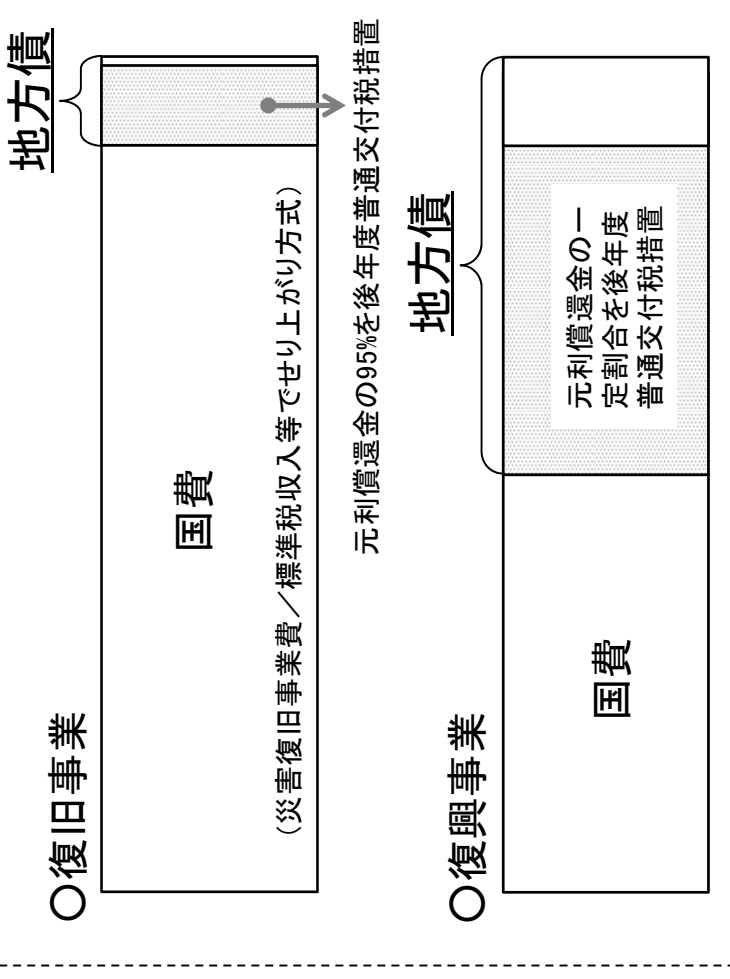 ○復旧事業
地方債
国費
（災害復旧事業費／標準税収入等でせり上がり方式）
元利償還金の95%を後年度普通交付税措置
○復興事業
地方債
国費
元利償還金の一
定割合を後年度
普通交付税措置